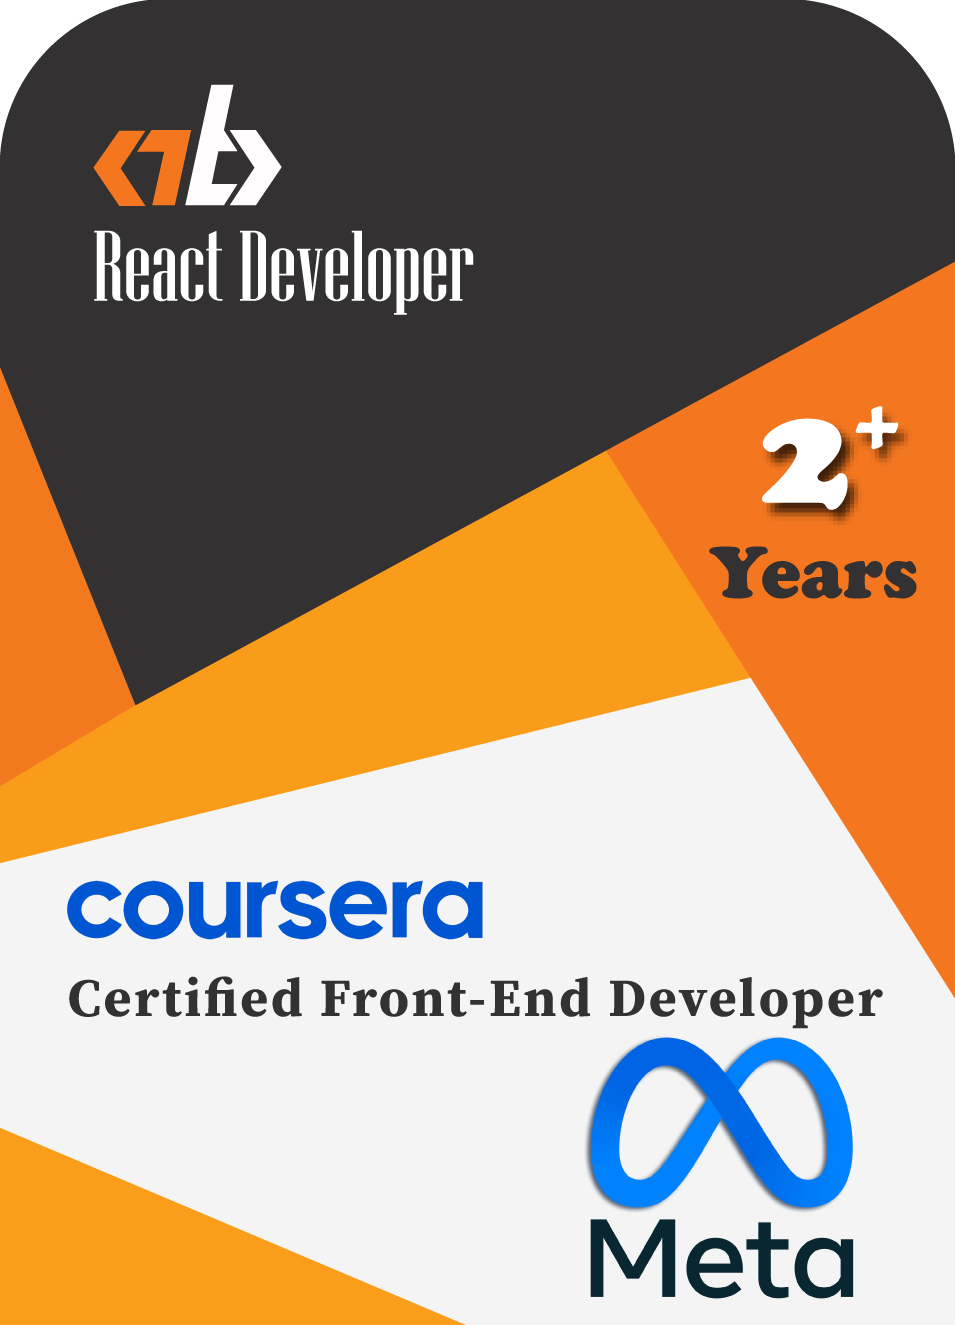 React Developer
2+
Years
coursera
Certified Front-End Developer
Meta